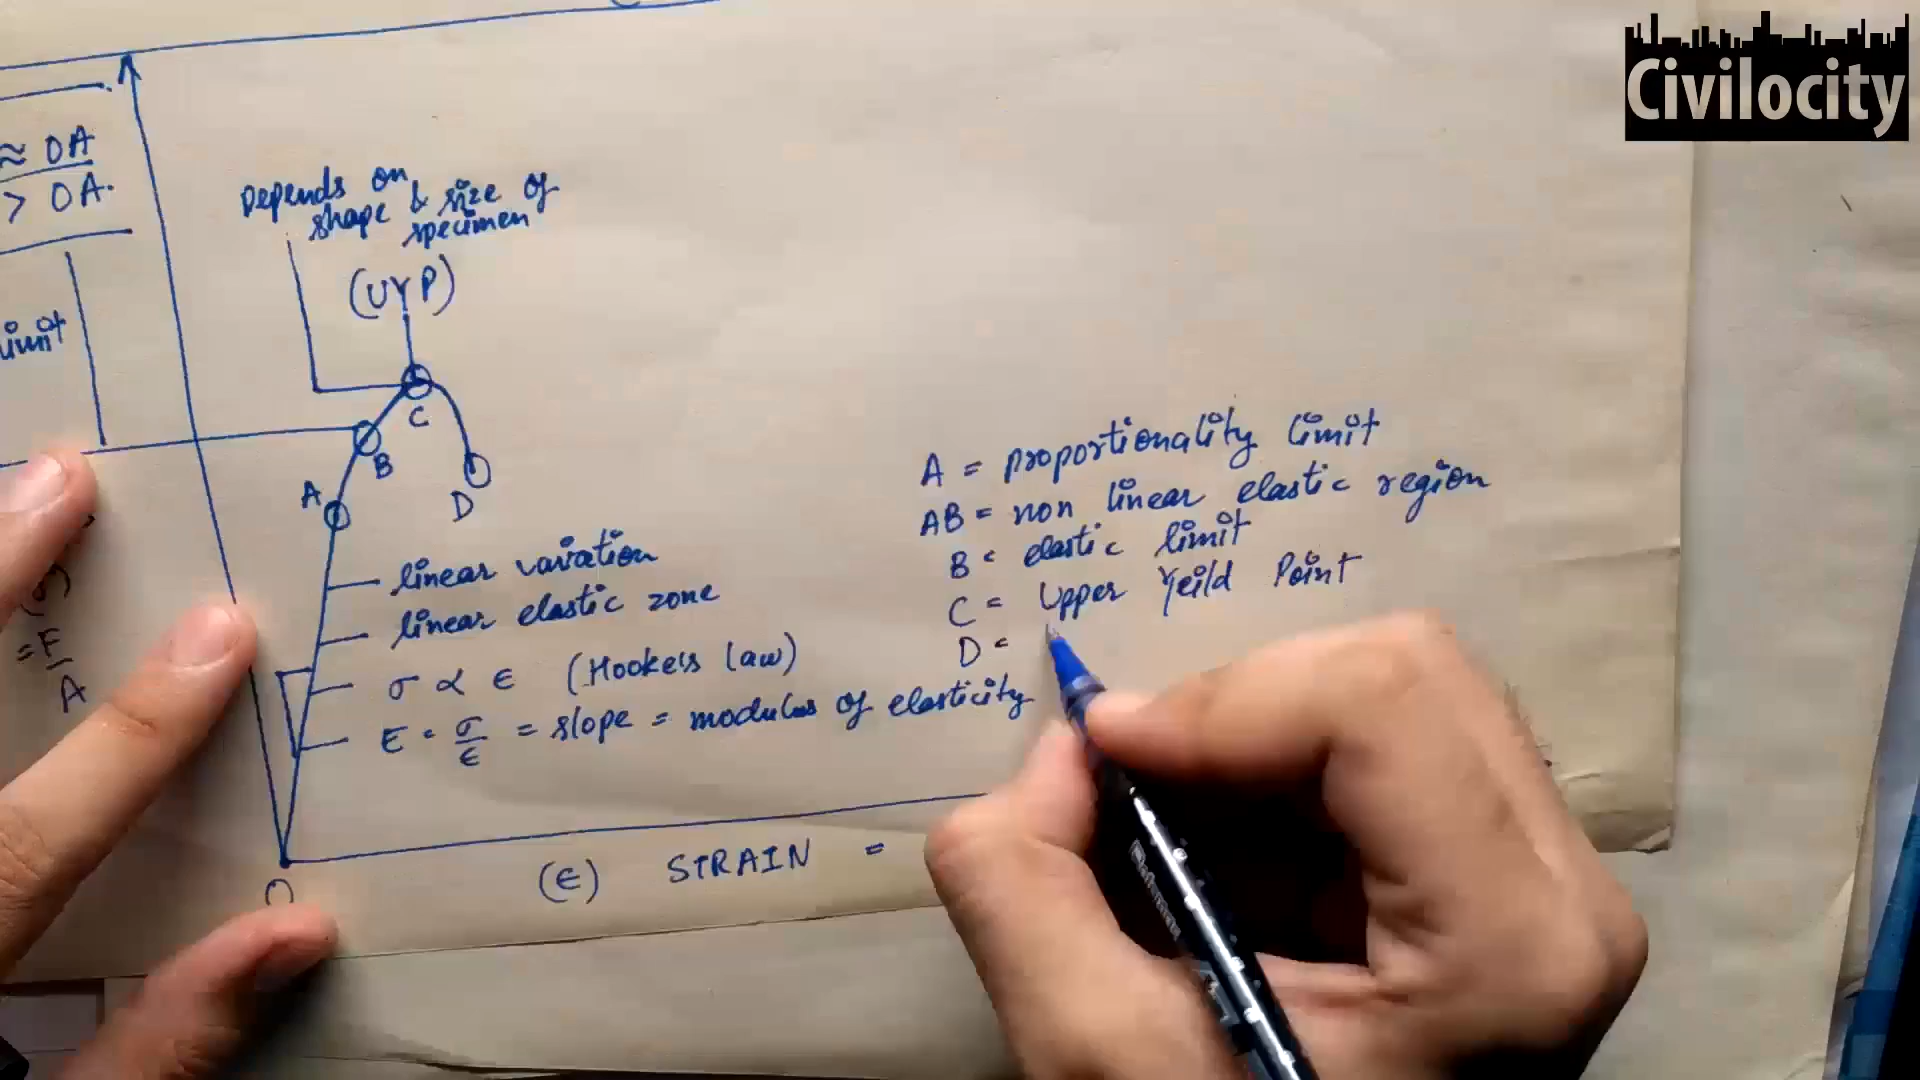 Civilocity
≈ OA
> OA.
Depends on
shape & size of
specimen
(UYP)
limit
C
B
A
D
A = proportionality limit
AB = non linear elastic region
B = elastic limit
C = Upper Yeild Point
D =
linear variation
linear elastic zone
σ ∝ ε (Hooke's law)
E = σ/ε = slope = modulus of elasticity
(σ)
= F/A
O
(ε) STRAIN =